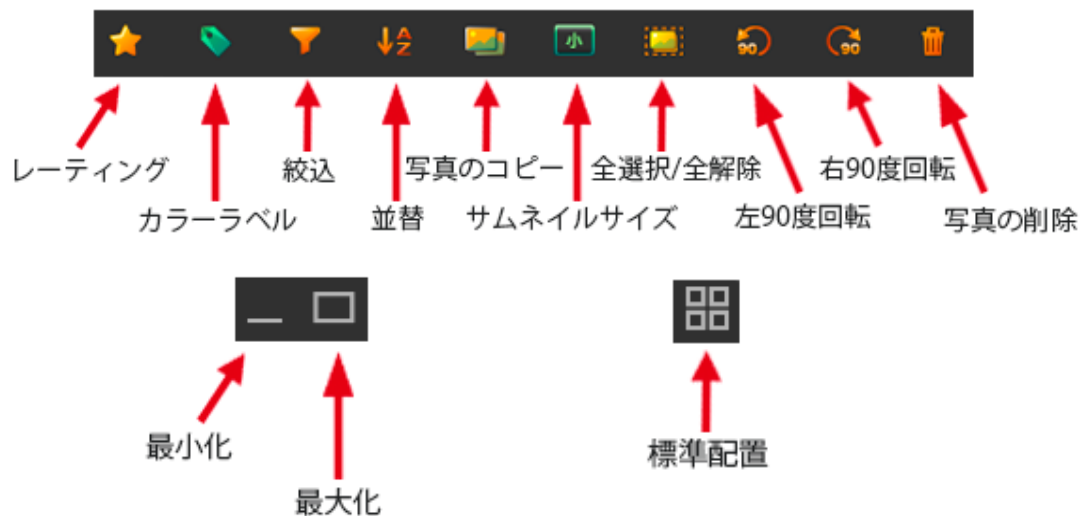 A
Z
小
90
90
レーティング
絞込
写真のコピー
全選択/全解除
右90度回転
カラーラベル
並替
サムネイルサイズ
左90度回転
写真の削除
最小化
標準配置
最大化